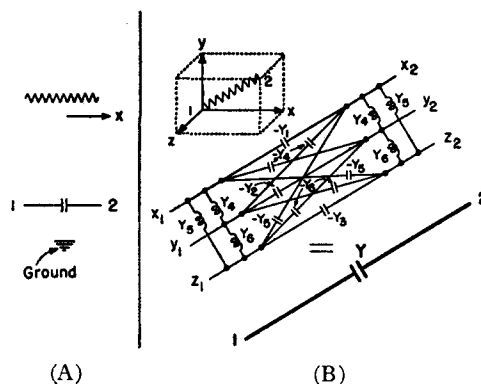 x
1 2
Ground
(A)
y
1 2
x
z
x₂
y₂
z₂
-Y₁
-Y₄
Y₄ Y₅
-Y₅
Y₆
-Y₂
-Y₆
x₁
Y₅ Y₄
-Y₅
-Y₃
y₁
Y₆
z₁
=
Y
1 2
(B)